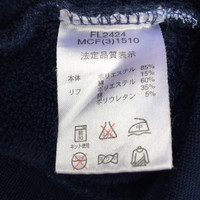 FL2424
MCF(3)1510
法定品質表示
本体 ポリエステル 85%
綿 15%
リブ ポリエステル 60%
綿 35%
ポリウレタン 5%
ネット使用